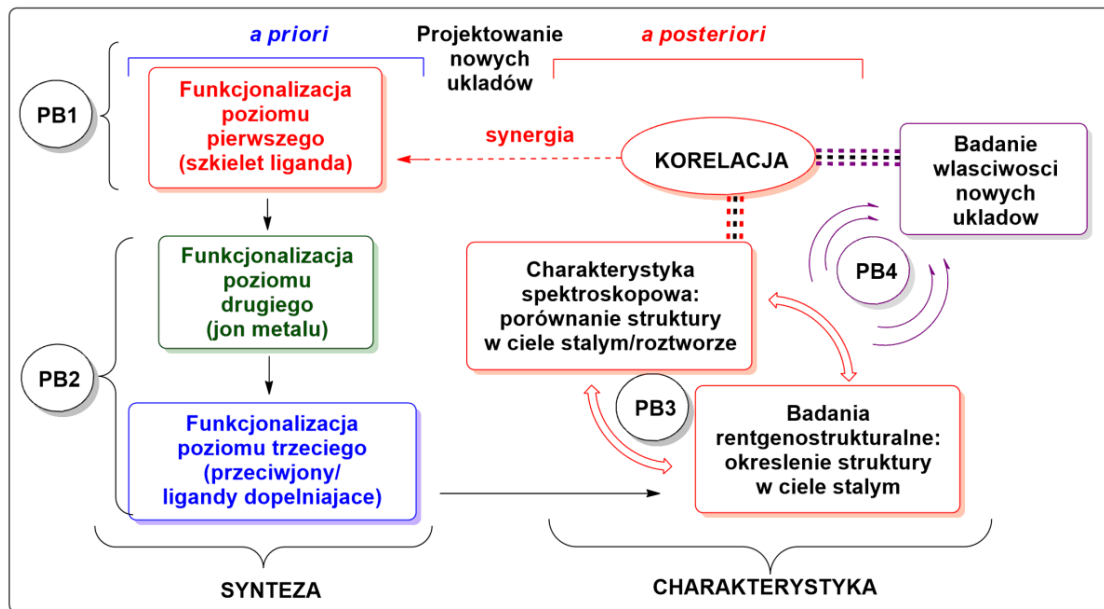 a priori
Projektowanie
nowych
ukladów
a posteriori
PB1
Funkcjonalizacja
poziomu
pierwszego
(szkielet liganda)
synergia
KORELACJA
Badanie
wlasciwosci
nowych
ukladow
PB2
Funkcjonalizacja
poziomu
drugiego
(jon metalu)
Charakterystyka
spektroskopowa:
porównanie struktury
w ciele stalym/roztworze
PB4
PB3
Funkcjonalizacja
poziomu trzeciego
(przeciwjony/
ligandy dopelniajace)
Badania
rentgenostrukturalne:
okreslenie struktury
w ciele stalym
SYNTEZA
CHARAKTERYSTYKA